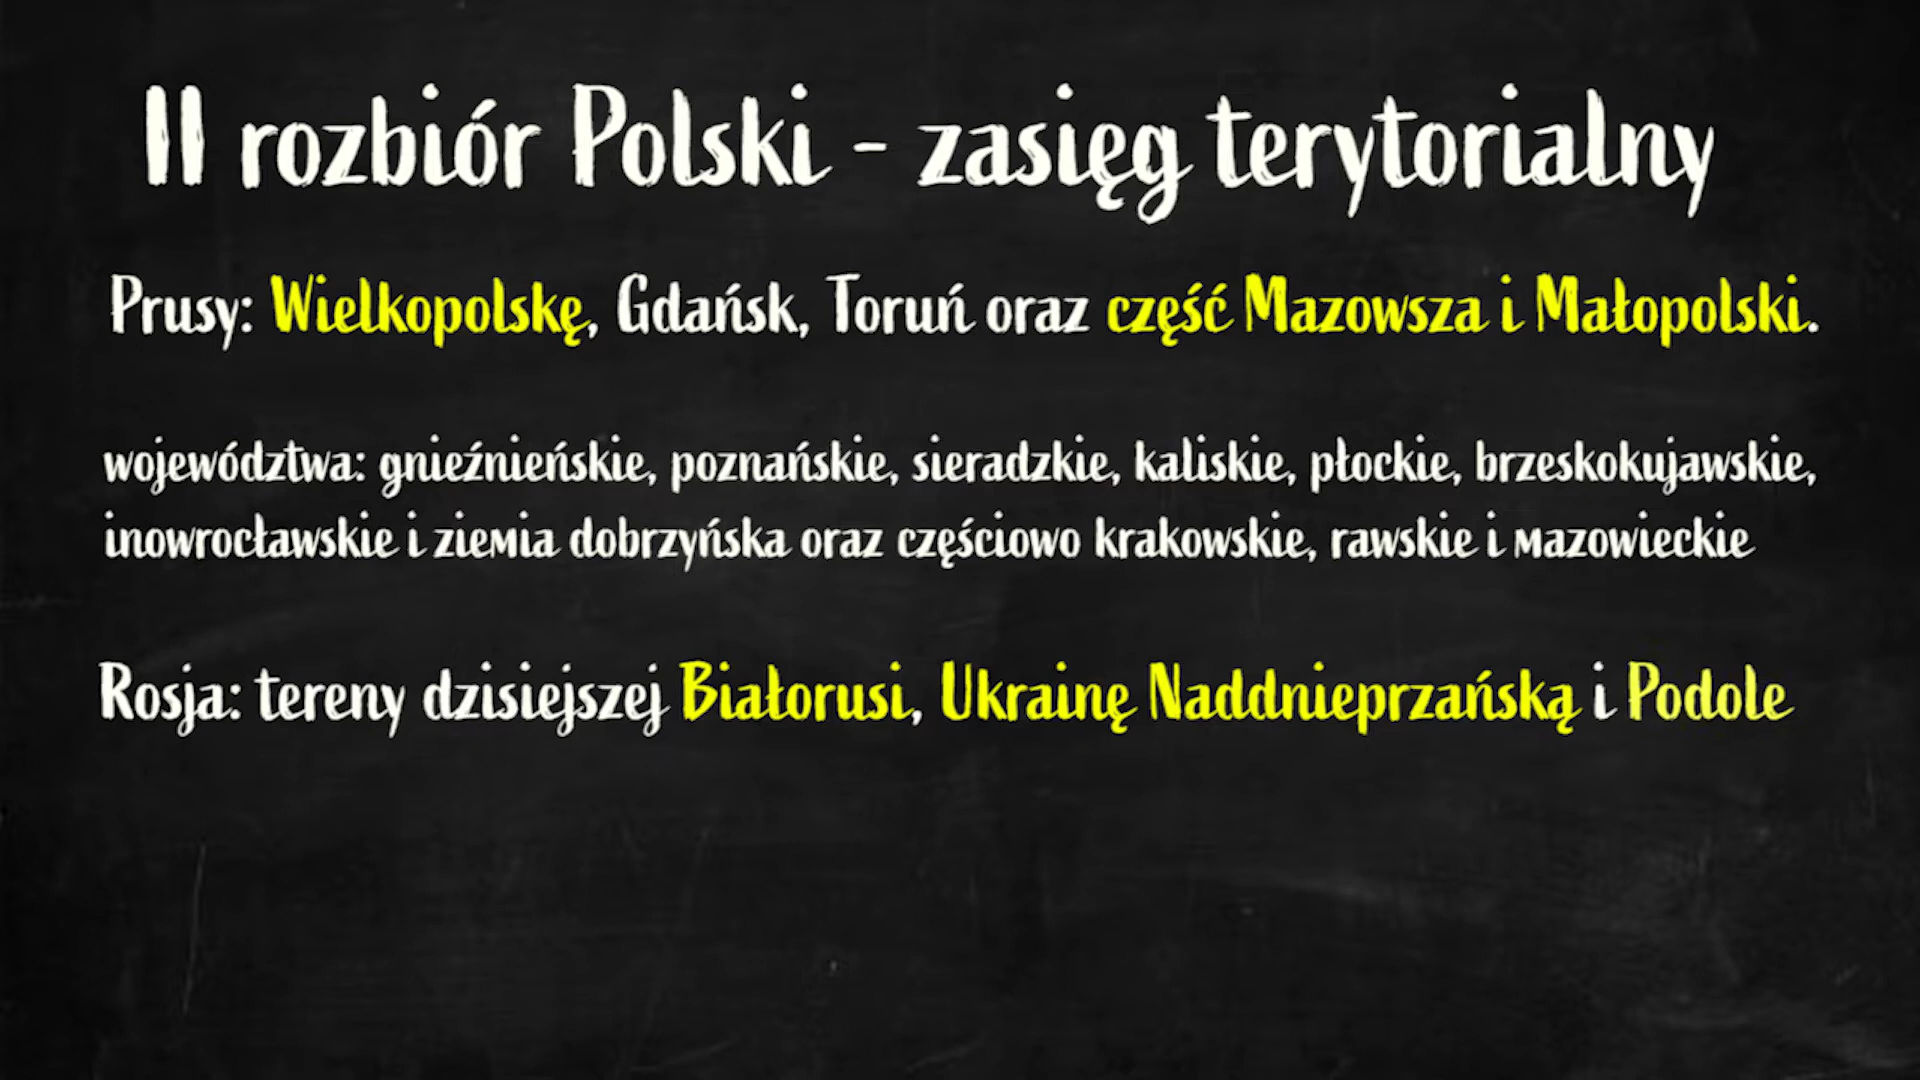 II rozbiór Polski - zasięg terytorialny
Prusy: Wielkopolskę, Gdańsk, Toruń oraz część Mazowsza i Małopolski.
województwa: gnieźnieńskie, poznańskie, sieradzkie, kaliskie, płockie, brzeskokujawskie,
inowrocławskie i ziemia dobrzyńska oraz częściowo krakowskie, rawskie i mazowieckie
Rosja: tereny dzisiejszej Białorusi, Ukrainę Naddnieprzańską i Podole